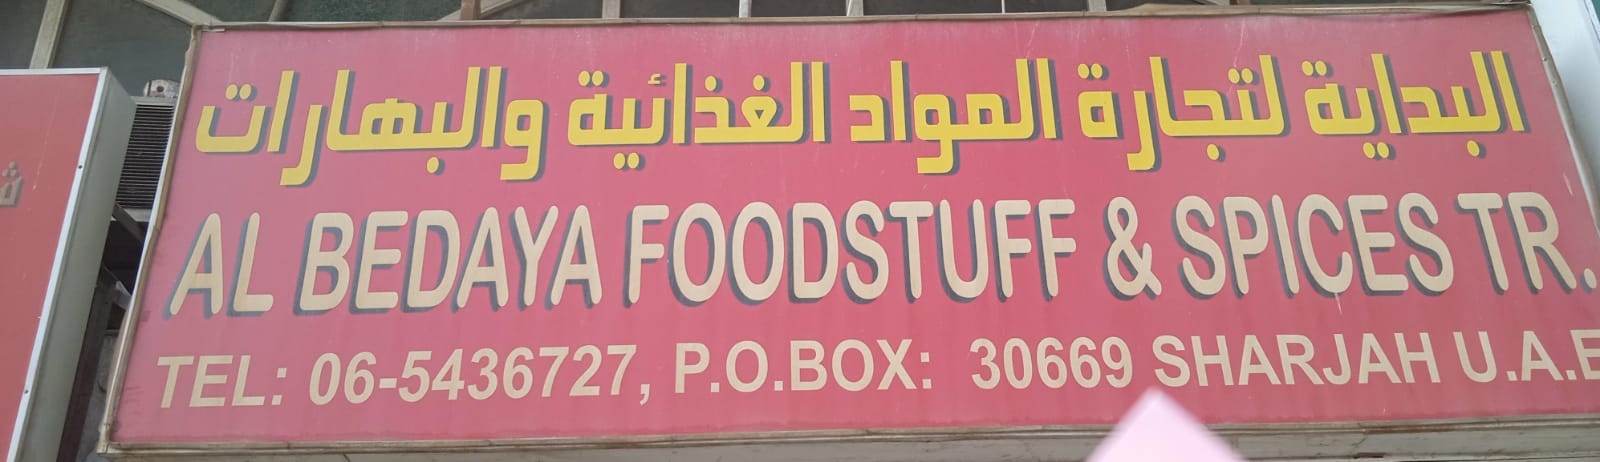 البداية لتجارة المواد الغذائية والبهارات
AL BEDAYA FOODSTUFF & SPICES TR.
TEL: 06-5436727, P.O.BOX: 30669 SHARJAH U.A.E